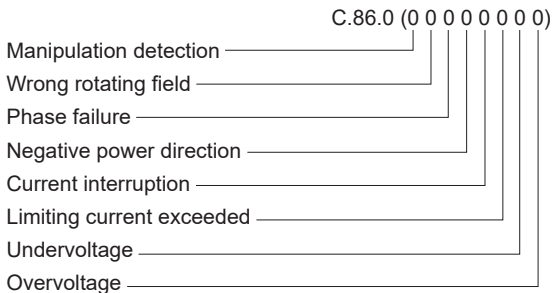 C.86.0 (0 0 0 0 0 0 0 0)
Manipulation detection
Wrong rotating field
Phase failure
Negative power direction
Current interruption
Limiting current exceeded
Undervoltage
Overvoltage